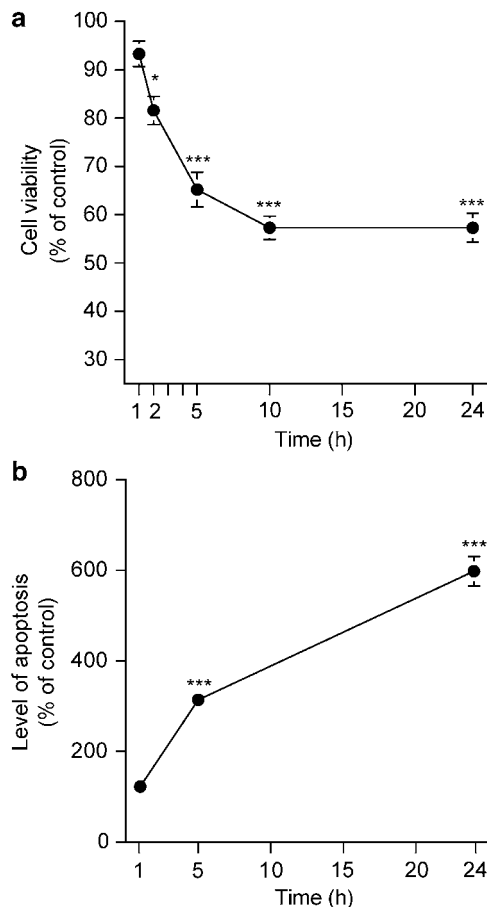 a
100
90
80
70
60
50
40
30
Cell viability
(% of control)
*
***
***
***
1 2 5 10 15 20 24
Time (h)
b
800
600
400
200
0
Level of apoptosis
(% of control)
***
***
1 5 10 15 20 24
Time (h)